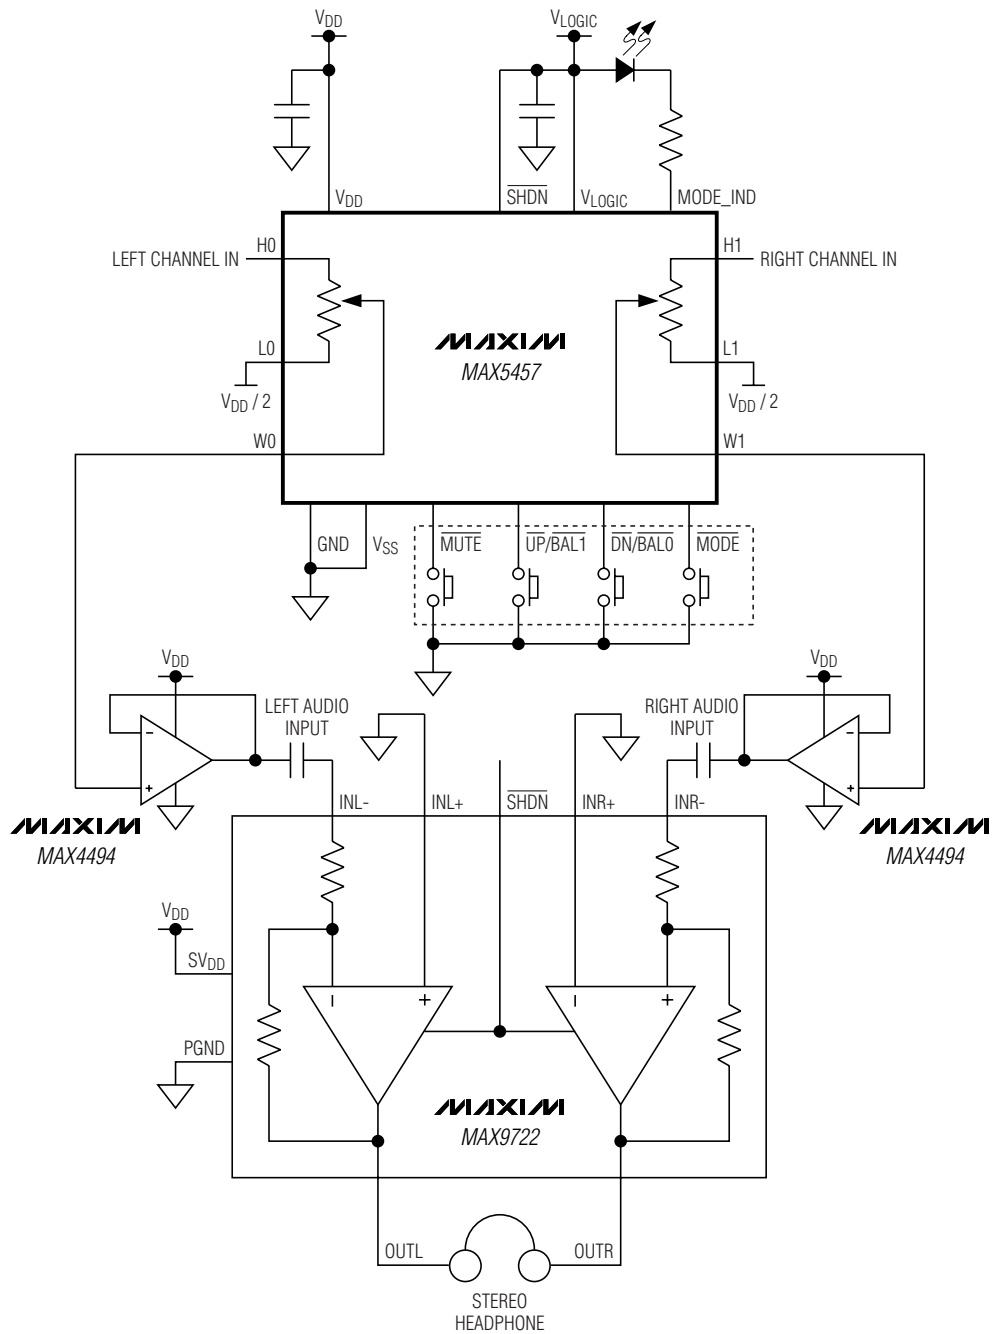 VDD
VLOGIC
VDD
SHDN
VLOGIC
MODE_IND
LEFT CHANNEL IN
H0
H1
RIGHT CHANNEL IN
MAXIM
MAX5457
L0
L1
VDD / 2
VDD / 2
W0
W1
GND
VSS
MUTE
UP/BAL1
DN/BAL0
MODE
VDD
VDD
LEFT AUDIO
INPUT
RIGHT AUDIO
INPUT
−
+
−
+
INL-
INL+
SHDN
INR+
INR-
MAXIM
MAX4494
MAXIM
MAX4494
VDD
SVDD
−
+
−
+
PGND
MAXIM
MAX9722
OUTL
OUTR
STEREO
HEADPHONE